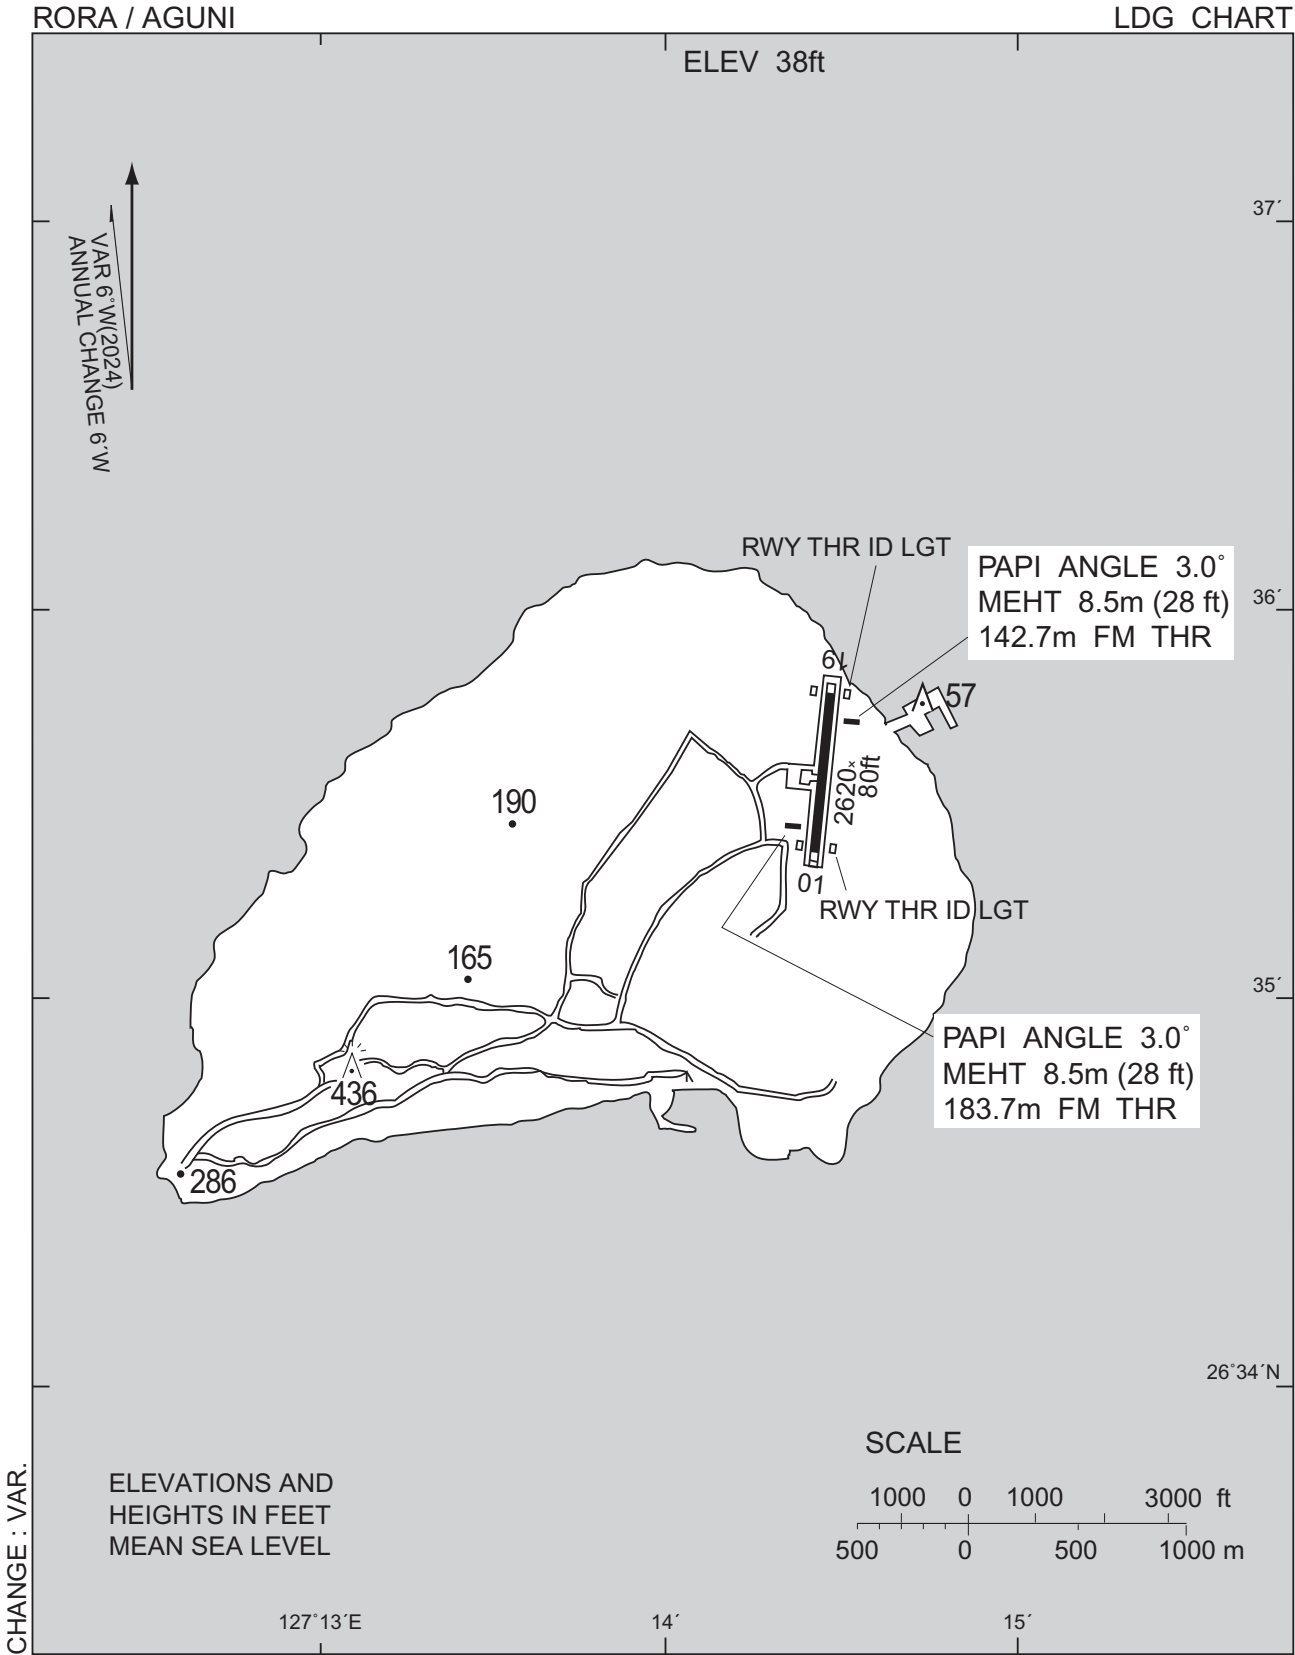 RORA / AGUNI
LDG CHART
ELEV 38ft
37´
VAR 6˚W(2024)
ANNUAL CHANGE 6´W
RWY THR ID LGT
PAPI ANGLE 3.0˚
MEHT 8.5m (28 ft)
142.7m FM THR
36´
19
57
2620×
80ft
190
01
RWY THR ID LGT
165
35´
PAPI ANGLE 3.0˚
MEHT 8.5m (28 ft)
183.7m FM THR
436
286
26˚34´N
SCALE
1000 0 1000 3000 ft
500 0 500 1000 m
ELEVATIONS AND
HEIGHTS IN FEET
MEAN SEA LEVEL
CHANGE : VAR.
127˚13´E
14´
15´